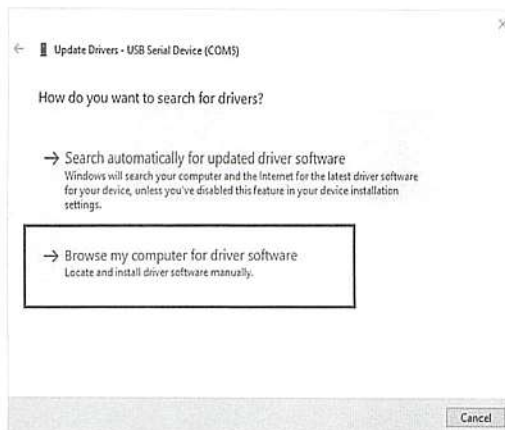 Update Drivers - USB Serial Device (COM5)
How do you want to search for drivers?
Search automatically for updated driver software
Windows will search your computer and the Internet for the latest driver software
for your device, unless you've disabled this feature in your device installation
settings.
Browse my computer for driver software
Locate and install driver software manually.
Cancel